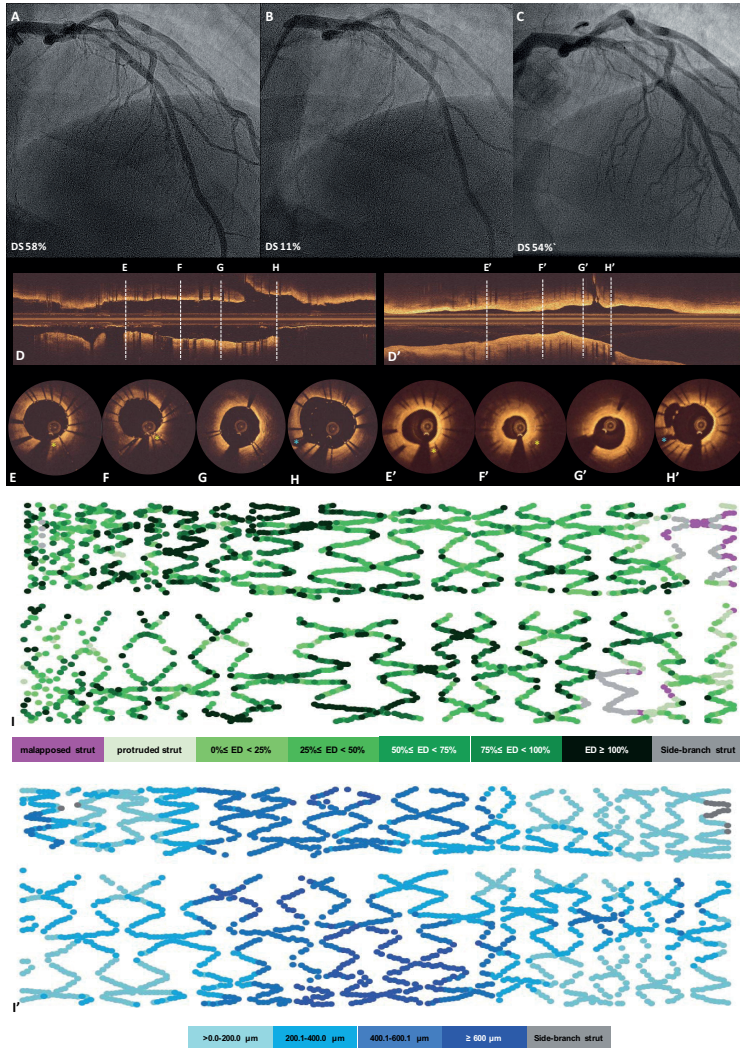 A B C
DS 58% DS 11% DS 54%`
E F G H E’ F’ G’ H’
D D’
E F G H E’ F’ G’ H’
I
malapposed strut protruded strut 0%≤ ED < 25% 25%≤ ED < 50% 50%≤ ED < 75% 75%≤ ED < 100% ED ≥ 100% Side-branch strut
I’
>0.0-200.0 µm 200.1-400.0 µm 400.1-600.1 µm ≥ 600 µm Side-branch strut